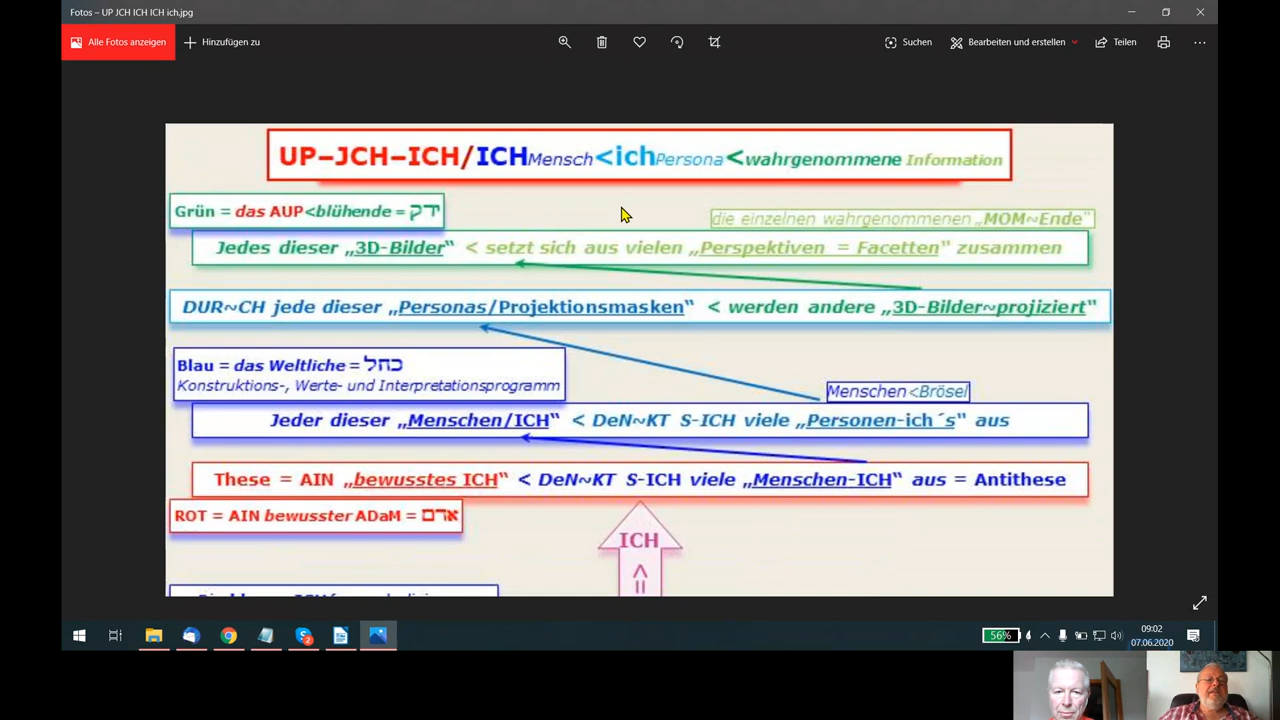 Fotos – UP JCH ICH ICH ich.jpg
Alle Fotos anzeigen
Hinzufügen zu
Suchen
Bearbeiten und erstellen
Teilen
UP–JCH–ICH/ICHMensch<ichPersona<wahrgenommene Information
Grün = das AUP<blühende = ירק
die einzelnen wahrgenommenen „MOM~Ende"
Jedes dieser „3D-Bilder" < setzt sich aus vielen „Perspektiven = Facetten" zusammen
DUR~CH jede dieser „Personas/Projektionsmasken" < werden andere „3D-Bilder~projiziert"
Blau = das Weltliche = כחל
Konstruktions-, Werte- und Interpretationsprogramm
Menschen<Brösel
Jeder dieser „Menschen/ICH" < DeN~KT S-ICH viele „Personen-ich´s" aus
These = AIN „bewusstes ICH" < DeN~KT S-ICH viele „Menschen-ICH" aus = Antithese
ROT = AIN bewusster ADaM = אדם
ICH
<=
56%
09:02
07.06.2020
2